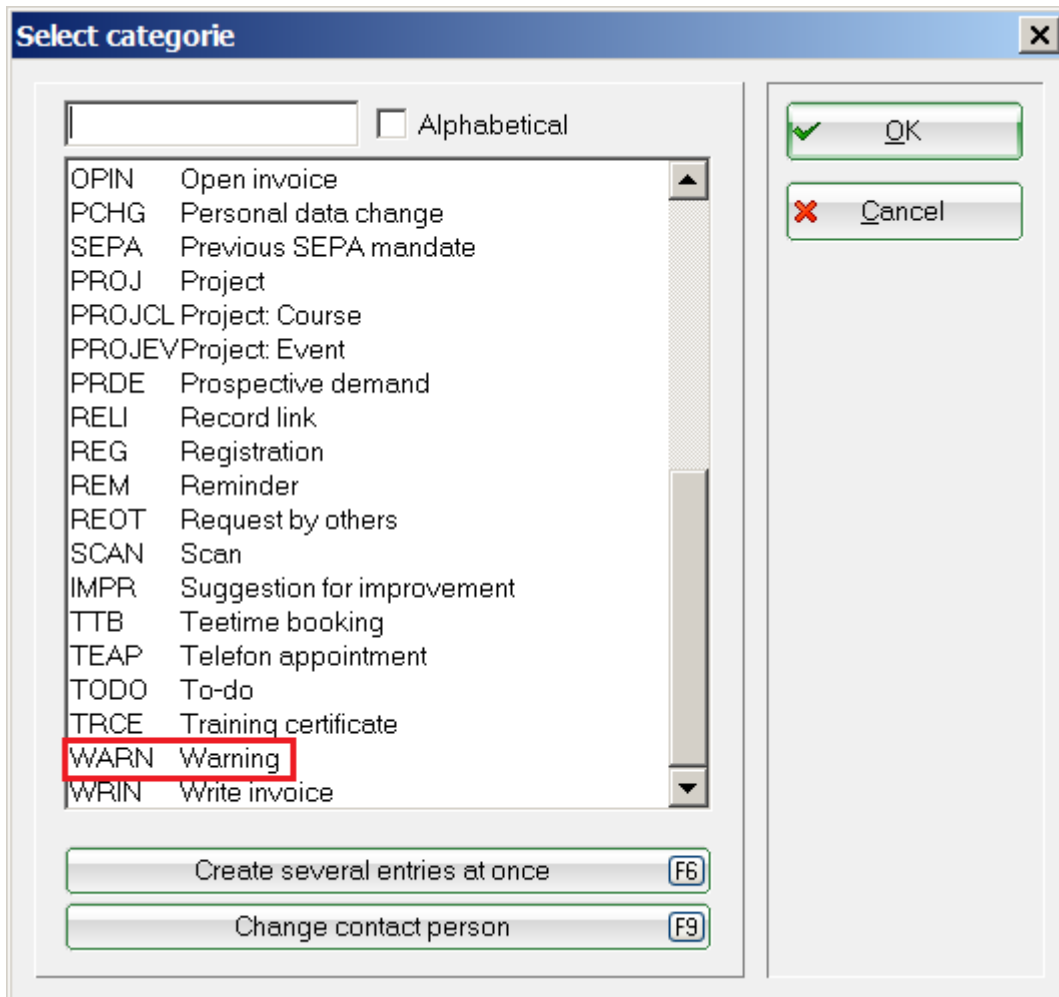 Select categorie
Alphabetical
OPIN Open invoice
PCHG Personal data change
SEPA Previous SEPA mandate
PROJ Project
PROJCL Project: Course
PROJEV Project: Event
PRDE Prospective demand
RELI Record link
REG Registration
REM Reminder
REOT Request by others
SCAN Scan
IMPR Suggestion for improvement
TTB Teetime booking
TEAP Telefon appointment
TODO To-do
TRCE Training certificate
WARN Warning
WRIN Write invoice
Create several entries at once F6
Change contact person F9
OK
Cancel